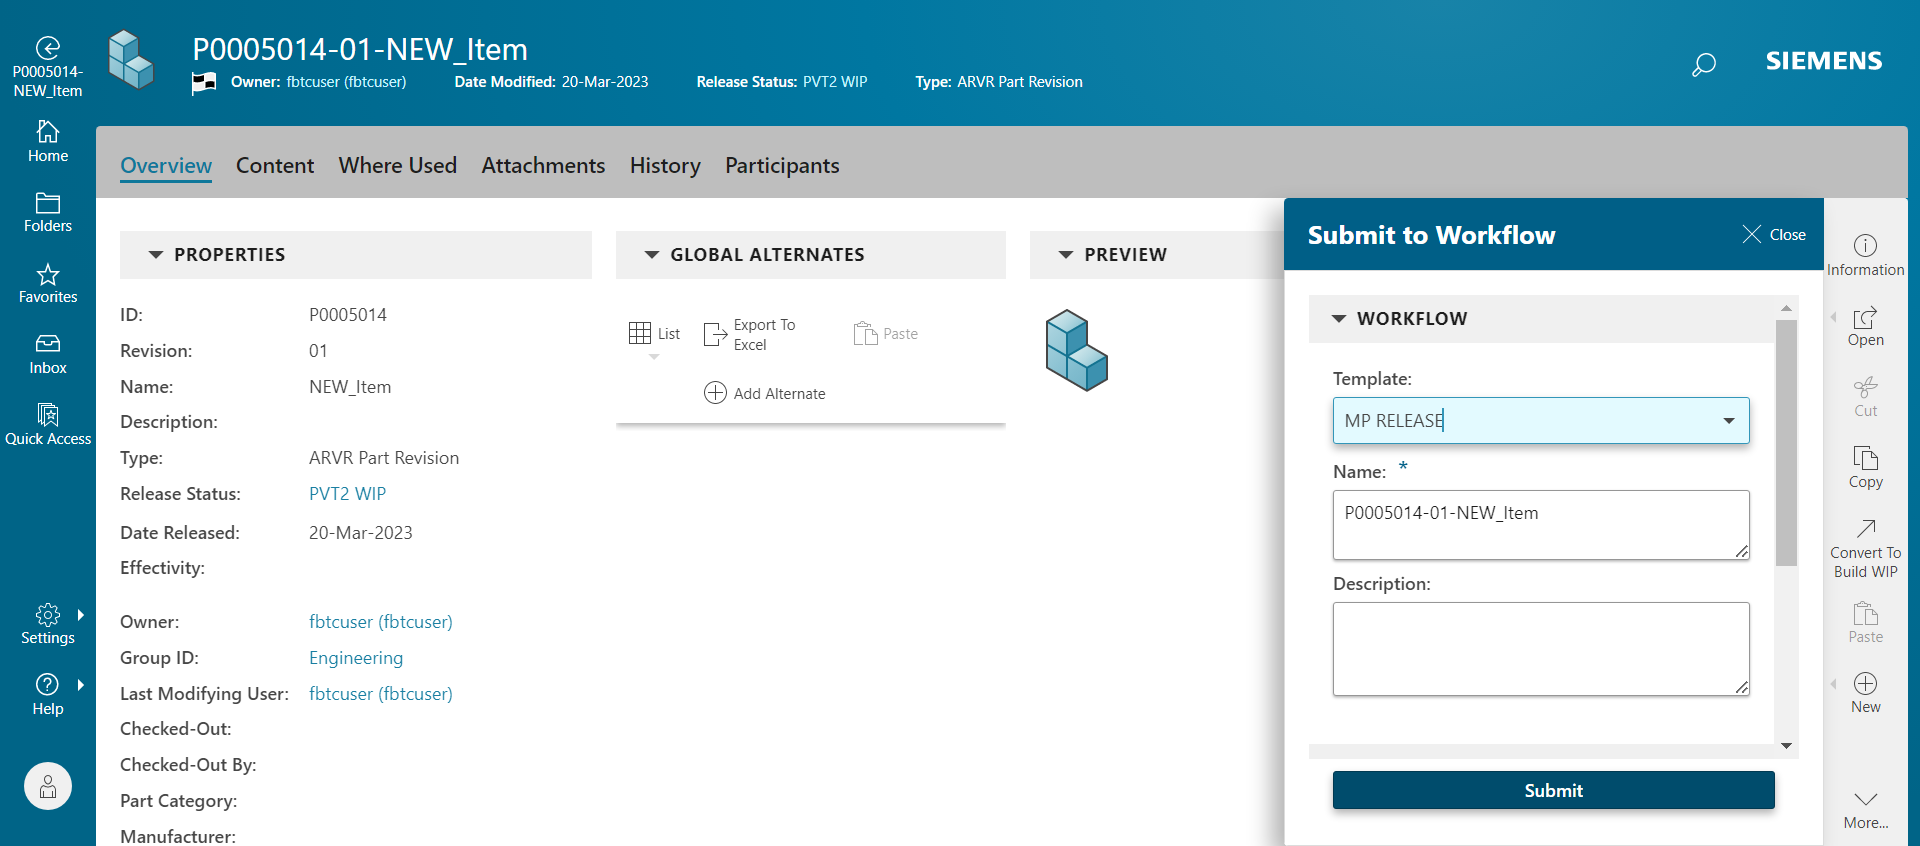 P0005014-
NEW_Item
Home
Folders
Favorites
Inbox
Quick Access
Settings
Help
P0005014-01-NEW_Item
Owner: fbtcuser (fbtcuser) Date Modified: 20-Mar-2023 Release Status: PVT2 WIP Type: ARVR Part Revision
SIEMENS
Overview Content Where Used Attachments History Participants
PROPERTIES
ID: P0005014
Revision: 01
Name: NEW_Item
Description:
Type: ARVR Part Revision
Release Status: PVT2 WIP
Date Released: 20-Mar-2023
Effectivity:
Owner: fbtcuser (fbtcuser)
Group ID: Engineering
Last Modifying User: fbtcuser (fbtcuser)
Checked-Out:
Checked-Out By:
Part Category:
Manufacturer:
GLOBAL ALTERNATES
List
Export To
Excel
Paste
Add Alternate
PREVIEW
Submit to Workflow
Close
WORKFLOW
Template:
MP RELEASE
Name: *
P0005014-01-NEW_Item
Description:
Submit
Information
Open
Cut
Copy
Convert To
Build WIP
Paste
New
More...